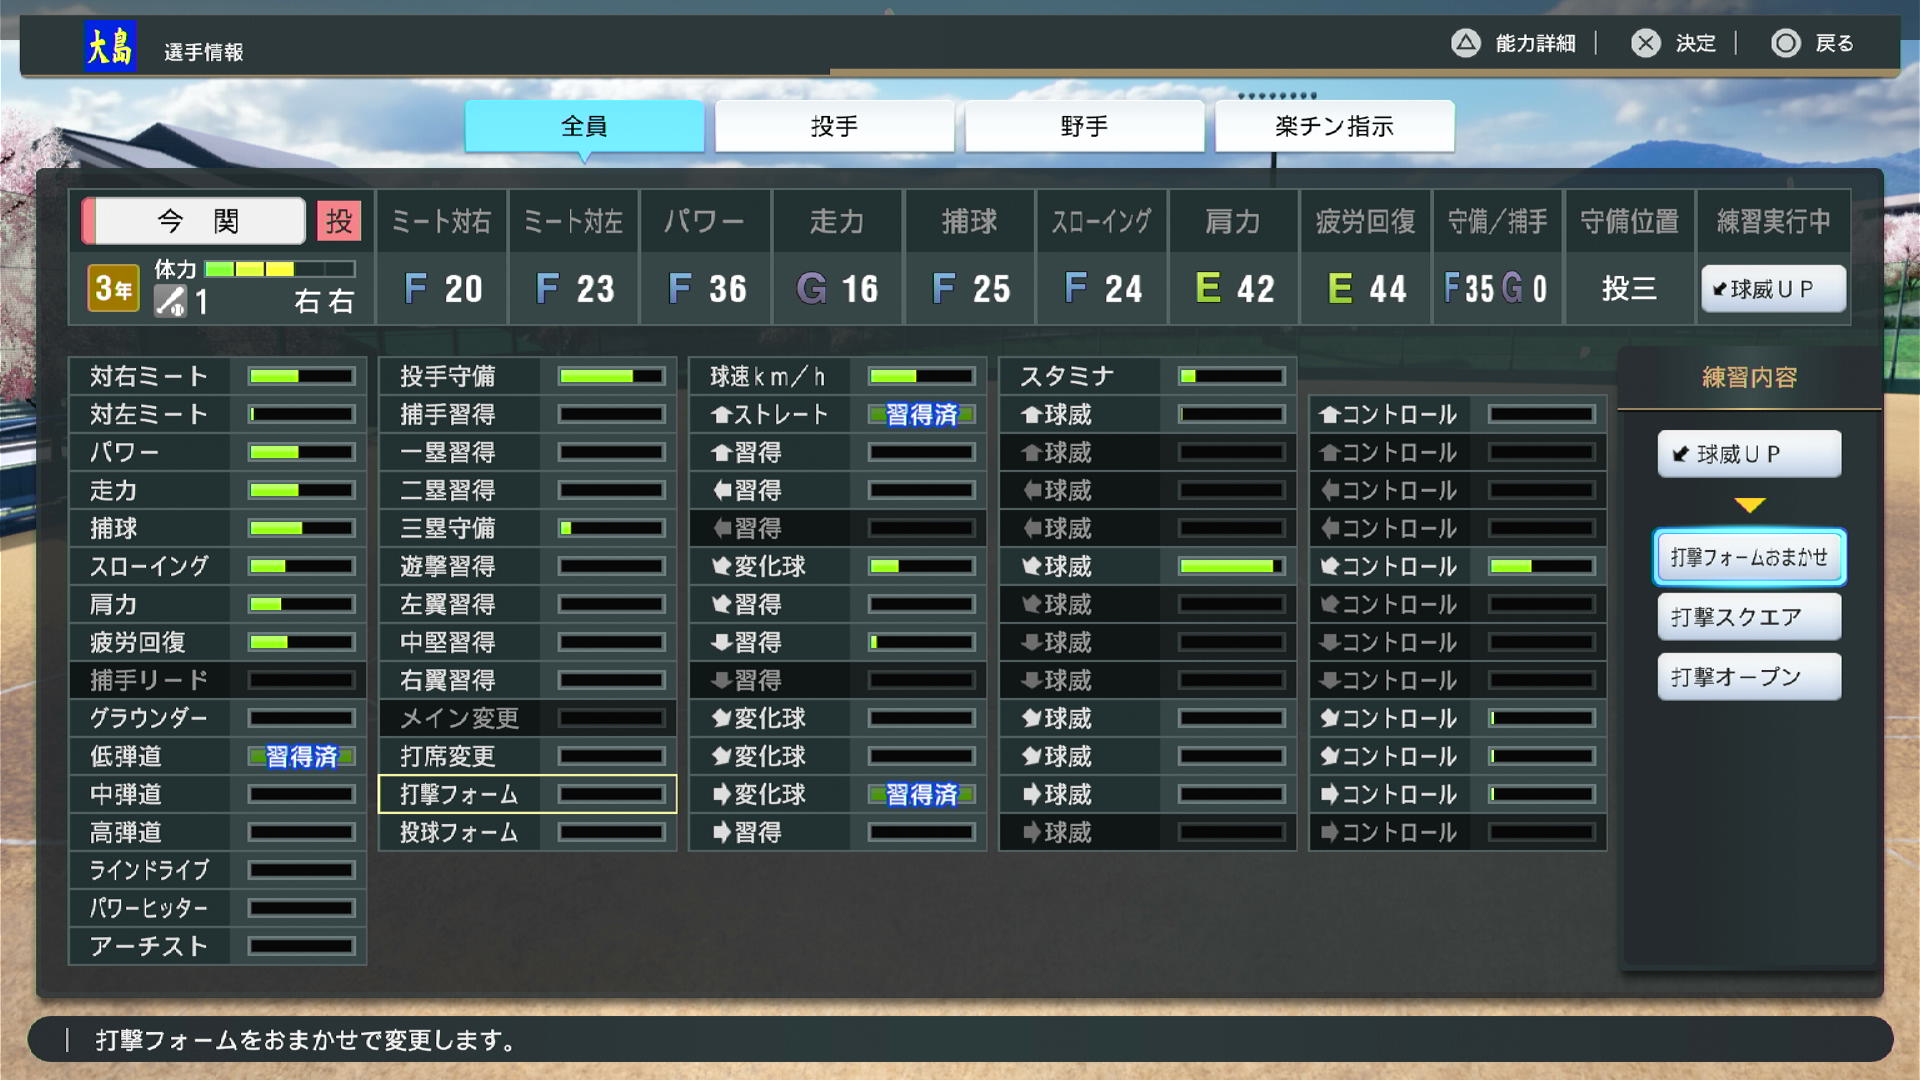 大島 選手情報 能力詳細 決定 戻る
全員 投手 野手 楽チン指示
今関 投 ミート対右 ミート対左 パワー 走力 捕球 スローイング 肩力 疲労回復 守備／捕手 守備位置 練習実行中
3年 体力 1 右右 F 20 F 23 F 36 G 16 F 25 F 24 E 42 E 44 F35 G 0 投三 ↙球威UP
対右ミート 投手守備 球速km／h スタミナ 練習内容
対左ミート 捕手習得 ⬆ストレート 習得済 ⬆球威 ⬆コントロール
パワー 一塁習得 ⬆習得 ⬆球威 ⬆コントロール ↙球威UP
走力 二塁習得 ⬅習得 ⬅球威 ⬅コントロール
捕球 三塁守備 ⬅習得 ⬅球威 ⬅コントロール
スローイング 遊撃習得 ↙変化球 ↙球威 ↙コントロール 打撃フォームおまかせ
肩力 左翼習得 ↙習得 ↙球威 ↙コントロール 打撃スクエア
疲労回復 中堅習得 ⬇習得 ⬇球威 ⬇コントロール
捕手リード 右翼習得 ⬇習得 ⬇球威 ⬇コントロール 打撃オープン
グラウンダー メイン変更 ↘変化球 ↘球威 ↘コントロール
低弾道 習得済 打席変更 ↘変化球 ↘球威 ↘コントロール
中弾道 打撃フォーム ➡変化球 習得済 ➡球威 ➡コントロール
高弾道 投球フォーム ➡習得 ➡球威 ➡コントロール
ラインドライブ
パワーヒッター
アーチスト
打撃フォームをおまかせで変更します。